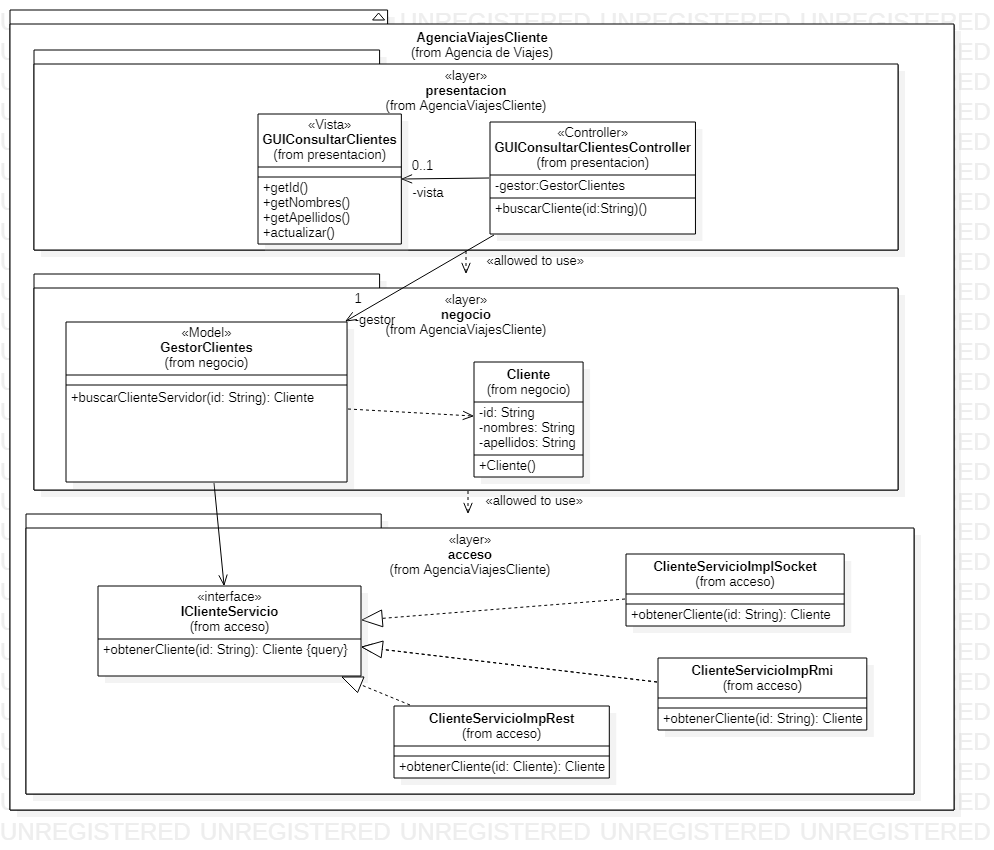 AgenciaViajesCliente
(from Agencia de Viajes)
«layer»
presentacion
(from AgenciaViajesCliente)
«Vista»
GUIConsultarClientes
(from presentacion)
+getId()
+getNombres()
+getApellidos()
+actualizar()
0..1
-vista
«Controller»
GUIConsultarClientesController
(from presentacion)
-gestor:GestorClientes
+buscarCliente(id:String)()
«allowed to use»
«layer»
negocio
(from AgenciaViajesCliente)
1
-gestor
«Model»
GestorClientes
(from negocio)
+buscarClienteServidor(id: String): Cliente
Cliente
(from negocio)
-id: String
-nombres: String
-apellidos: String
+Cliente()
«allowed to use»
«layer»
acceso
(from AgenciaViajesCliente)
«interface»
IClienteServicio
(from acceso)
+obtenerCliente(id: String): Cliente {query}
ClienteServicioImplSocket
(from acceso)
+obtenerCliente(id: String): Cliente
ClienteServicioImpRmi
(from acceso)
+obtenerCliente(id: String): Cliente
ClienteServicioImpRest
(from acceso)
+obtenerCliente(id: Cliente): Cliente
UNREGISTERED UNREGISTERED UNREGISTERED UNREGISTERED UNREGISTERED